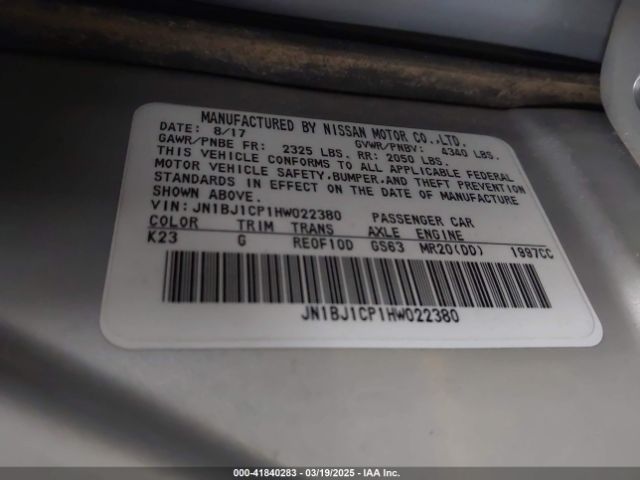 MANUFACTURED BY NISSAN MOTOR CO.,LTD.
DATE: 8/17 GVWR/PNBV: 4340 LBS.
GAWR/PNBE FR: 2325 LBS. RR: 2050 LBS.
THIS VEHICLE CONFORMS TO ALL APPLICABLE FEDERAL
MOTOR VEHICLE SAFETY,BUMPER,AND THEFT PREVENTION
STANDARDS IN EFFECT ON THE DATE OF MANUFACTURE
SHOWN ABOVE.
VIN:JN1BJ1CP1HW022380 PASSENGER CAR
COLOR TRIM TRANS AXLE ENGINE
K23 G RE0F10D GS63 MR20(DD) 1997CC
JN1BJ1CP1HW022380
000-41840283 / 03/19/2025 - IAA Inc.